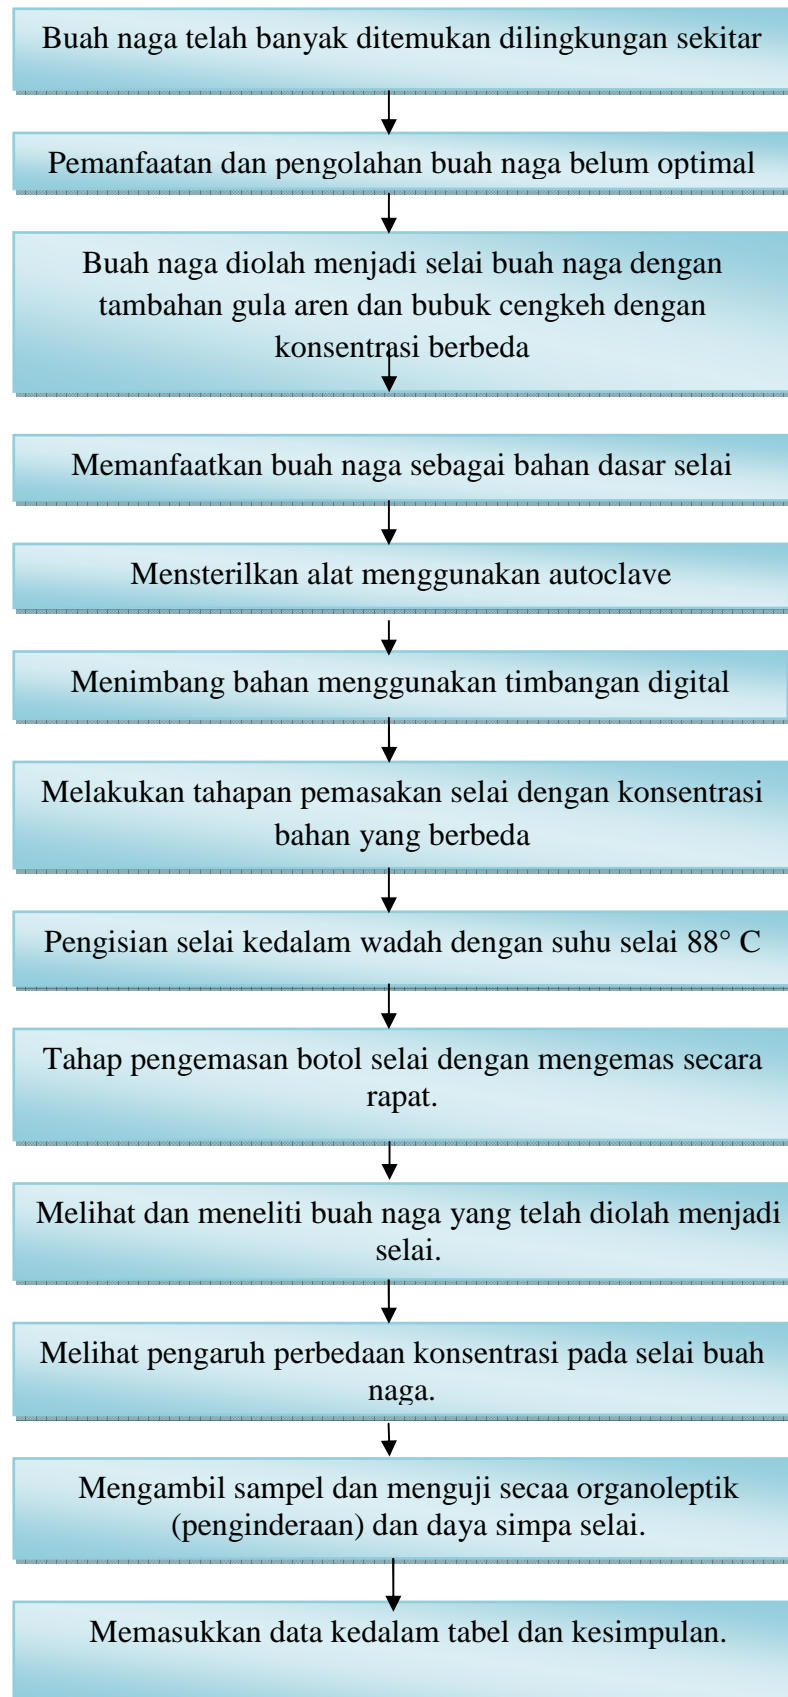 Buah naga telah banyak ditemukan dilingkungan sekitar
Pemanfaatan dan pengolahan buah naga belum optimal
Buah naga diolah menjadi selai buah naga dengan
tambahan gula aren dan bubuk cengkeh dengan
konsentrasi berbeda
Memanfaatkan buah naga sebagai bahan dasar selai
Mensterilkan alat menggunakan autoclave
Menimbang bahan menggunakan timbangan digital
Melakukan tahapan pemasakan selai dengan konsentrasi
bahan yang berbeda
Pengisian selai kedalam wadah dengan suhu selai 88° C
Tahap pengemasan botol selai dengan mengemas secara
rapat.
Melihat dan meneliti buah naga yang telah diolah menjadi
selai.
Melihat pengaruh perbedaan konsentrasi pada selai buah
naga.
Mengambil sampel dan menguji secaa organoleptik
(penginderaan) dan daya simpa selai.
Memasukkan data kedalam tabel dan kesimpulan.